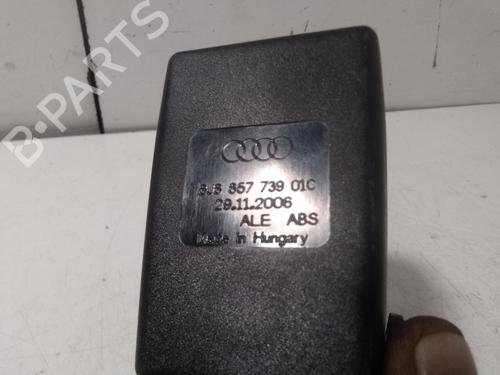 B-PARTS
8J8 857 739 01C
29.11.2006
ALE ABS
Made in Hungary